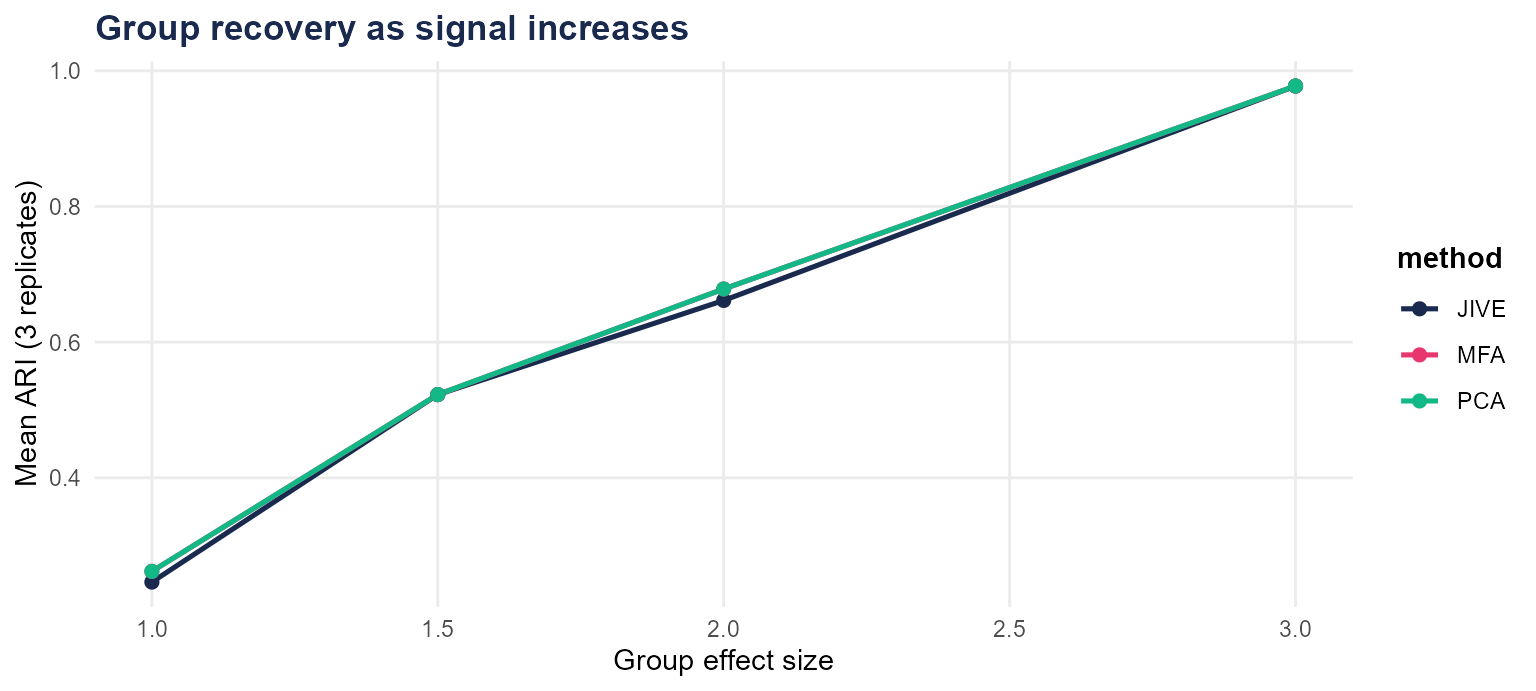 Group recovery as signal increases
1.0
0.8
0.6
0.4
Mean ARI (3 replicates)
1.0 1.5 2.0 2.5 3.0
Group effect size
method
JIVE
MFA
PCA